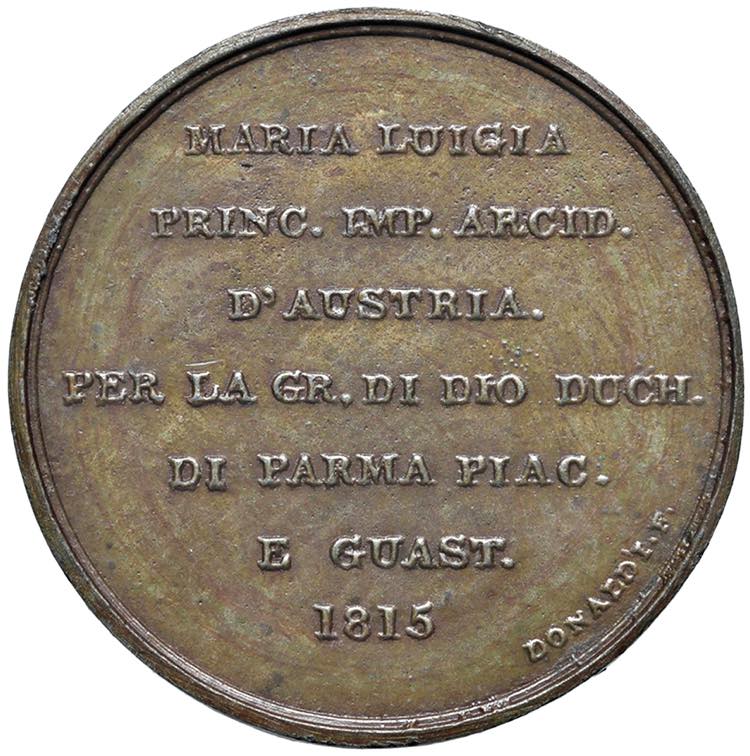 MARIA LUIGIA
PRINC. IMP. ARCID.
D'AUSTRIA.
PER LA GR. DI DIO DUCH.
DI PARMA PIAC.
E GUAST.
1815
F.